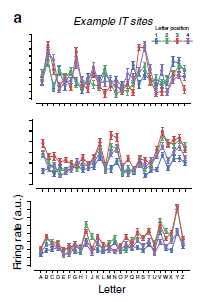 a
Example IT sites
Letter position
1 2 3 4
Firing rate (a.u.)
A B C D E F G H I J K L M N O P Q R S T U V W X Y Z
Letter